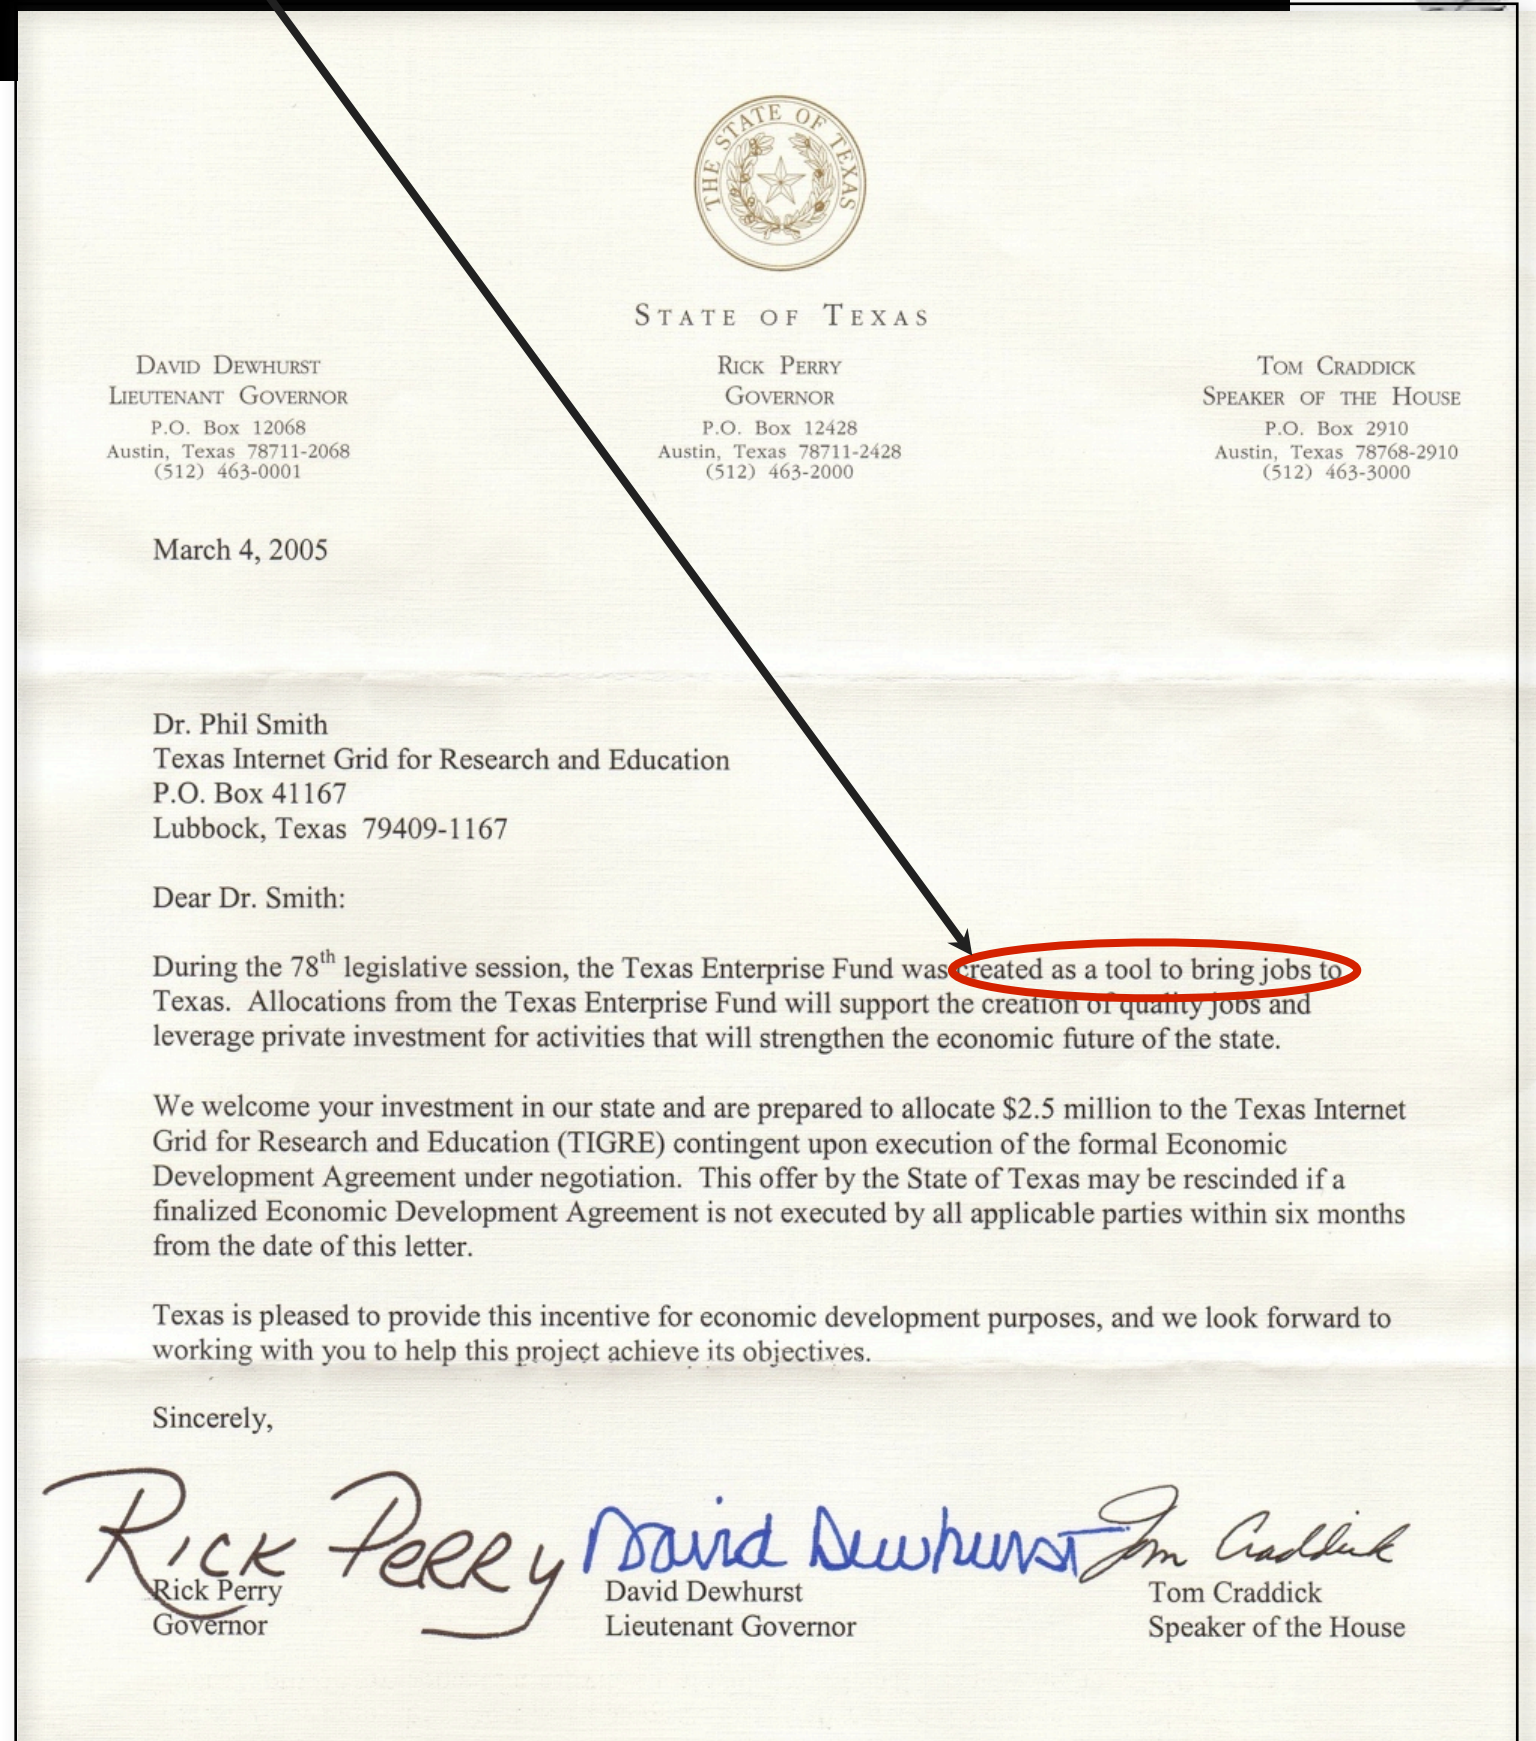 THE STATE OF TEXAS
STATE OF TEXAS
DAVID DEWHURST
LIEUTENANT GOVERNOR
P.O. Box 12068
Austin, Texas 78711-2068
(512) 463-0001
RICK PERRY
GOVERNOR
P.O. Box 12428
Austin, Texas 78711-2428
(512) 463-2000
TOM CRADDICK
SPEAKER OF THE HOUSE
P.O. Box 2910
Austin, Texas 78768-2910
(512) 463-3000
March 4, 2005
Dr. Phil Smith
Texas Internet Grid for Research and Education
P.O. Box 41167
Lubbock, Texas 79409-1167
Dear Dr. Smith:
During the 78th legislative session, the Texas Enterprise Fund was created as a tool to bring jobs to
Texas. Allocations from the Texas Enterprise Fund will support the creation of quality jobs and
leverage private investment for activities that will strengthen the economic future of the state.
We welcome your investment in our state and are prepared to allocate $2.5 million to the Texas Internet
Grid for Research and Education (TIGRE) contingent upon execution of the formal Economic
Development Agreement under negotiation. This offer by the State of Texas may be rescinded if a
finalized Economic Development Agreement is not executed by all applicable parties within six months
from the date of this letter.
Texas is pleased to provide this incentive for economic development purposes, and we look forward to
working with you to help this project achieve its objectives.
Sincerely,
RICK PERRY
David Dewhurst
Tom Craddick
Rick Perry
Governor
David Dewhurst
Lieutenant Governor
Tom Craddick
Speaker of the House